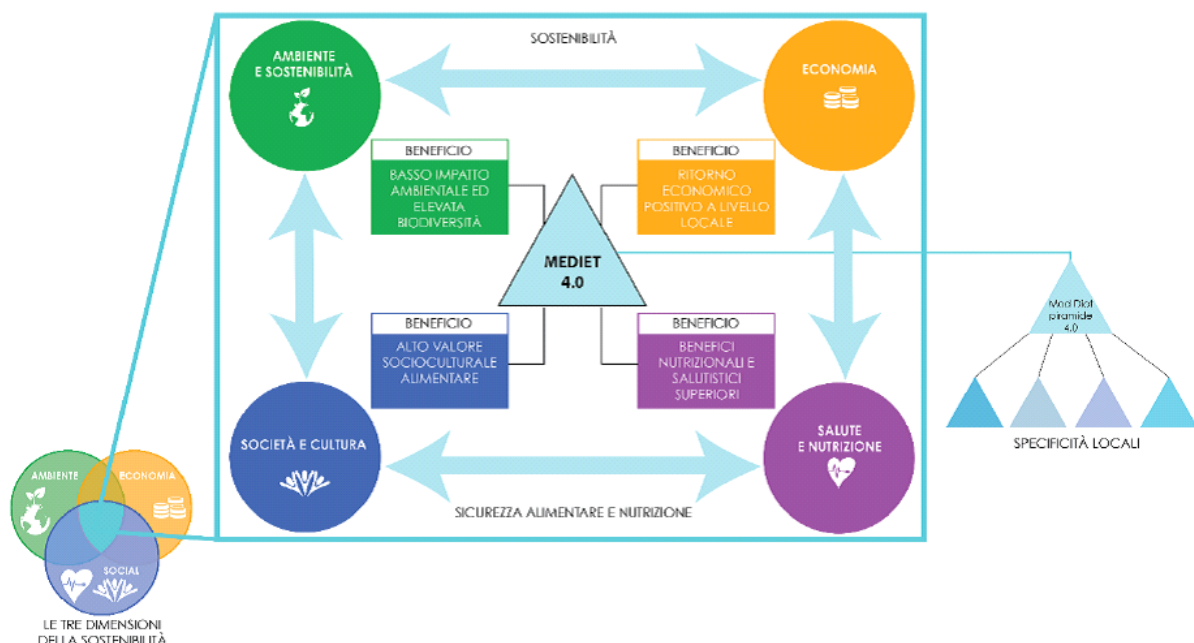 SOSTENIBILITÀ
AMBIENTE
E SOSTENIBILITÀ
ECONOMIA
BENEFICIO
BASSO IMPATTO
AMBIENTALE ED
ELEVATA
BIODIVERSITÀ
BENEFICIO
RITORNO
ECONOMICO
POSITIVO A LIVELLO
LOCALE
MEDIET
4.0
BENEFICIO
ALTO VALORE
SOCIOCULTURALE
ALIMENTARE
BENEFICIO
BENEFICI
NUTRIZIONALI E
SALUTISTICI
SUPERIORI
SOCIETÀ E CULTURA
SALUTE
E NUTRIZIONE
SICUREZZA ALIMENTARE E NUTRIZIONE
Med Diet
piramide
4.0
SPECIFICITÀ LOCALI
AMBIENTE
ECONOMIA
SOCIAL
LE TRE DIMENSIONI
DELLA SOSTENIBILITÀ